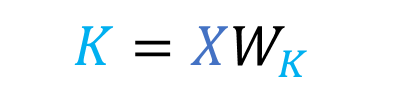 K = XW_K